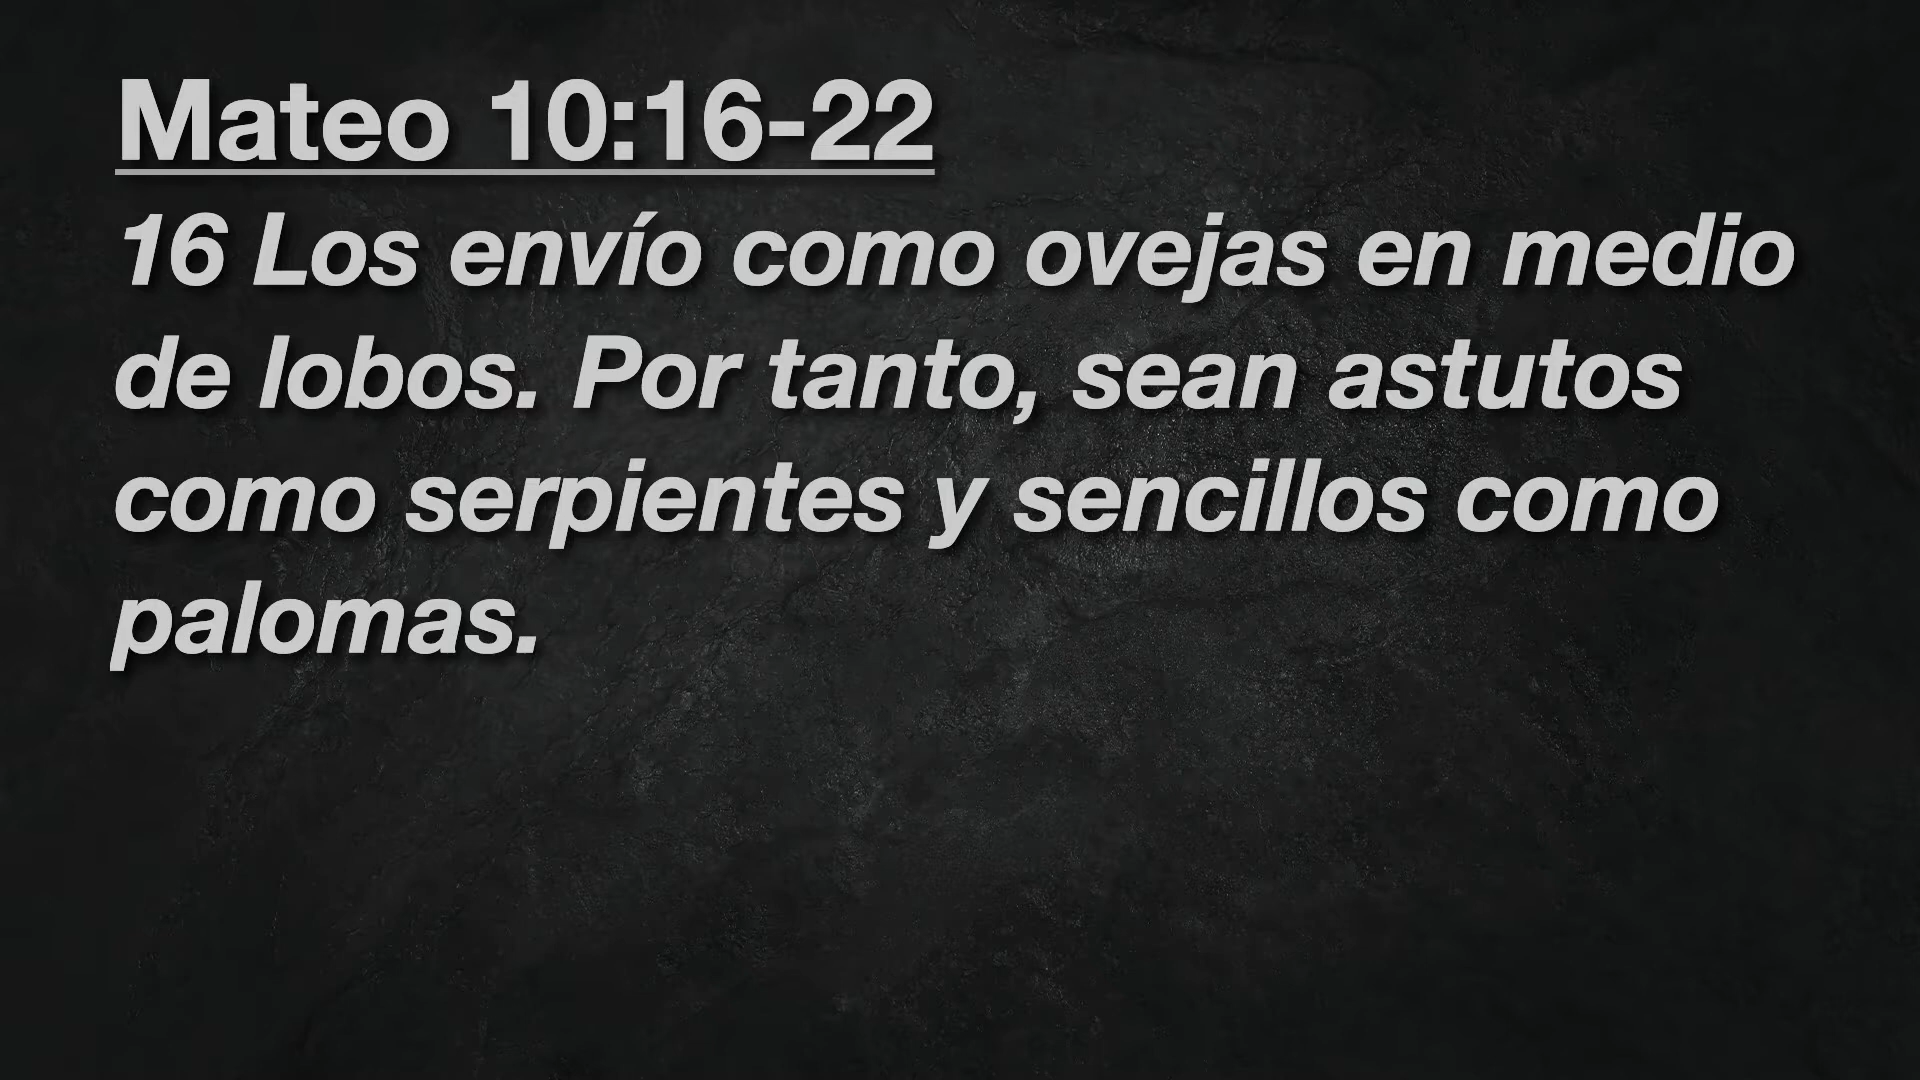 Mateo 10:16-22
16 Los envío como ovejas en medio
de lobos. Por tanto, sean astutos
como serpientes y sencillos como
palomas.